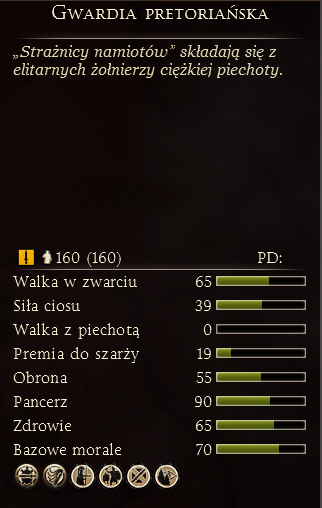 Gwardia pretoriańska
„Strażnicy namiotów” składają się z
elitarnych żołnierzy ciężkiej piechoty.
160 (160) PD:
Walka w zwarciu 65
Siła ciosu 39
Walka z piechotą 0
Premia do szarży 19
Obrona 55
Pancerz 90
Zdrowie 65
Bazowe morale 70